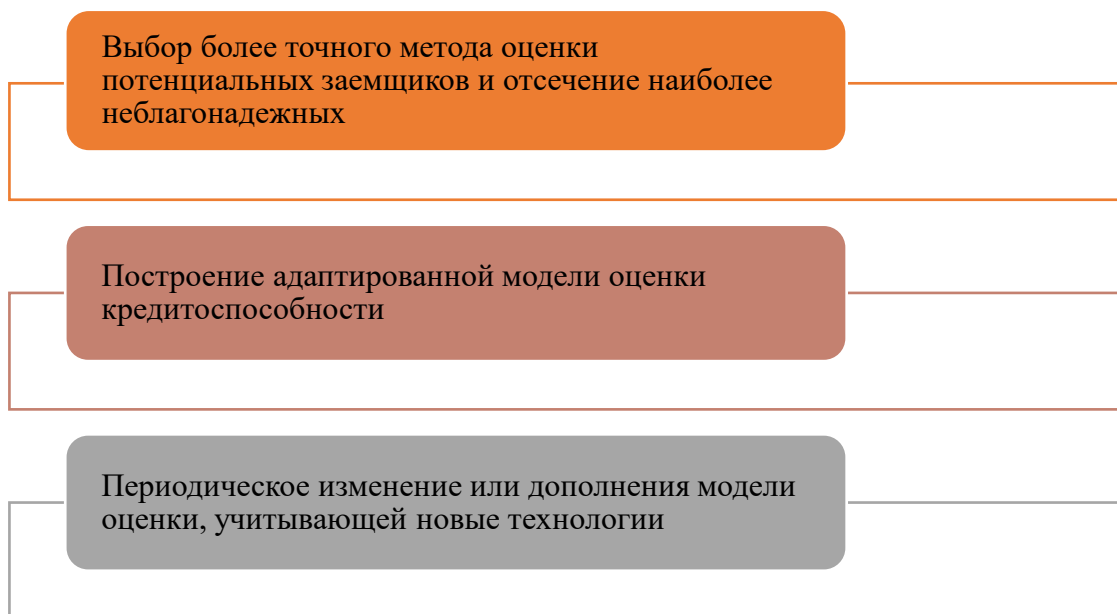 Выбор более точного метода оценки
потенциальных заемщиков и отсечение наиболее
неблагонадежных
Построение адаптированной модели оценки
кредитоспособности
Периодическое изменение или дополнения модели
оценки, учитывающей новые технологии